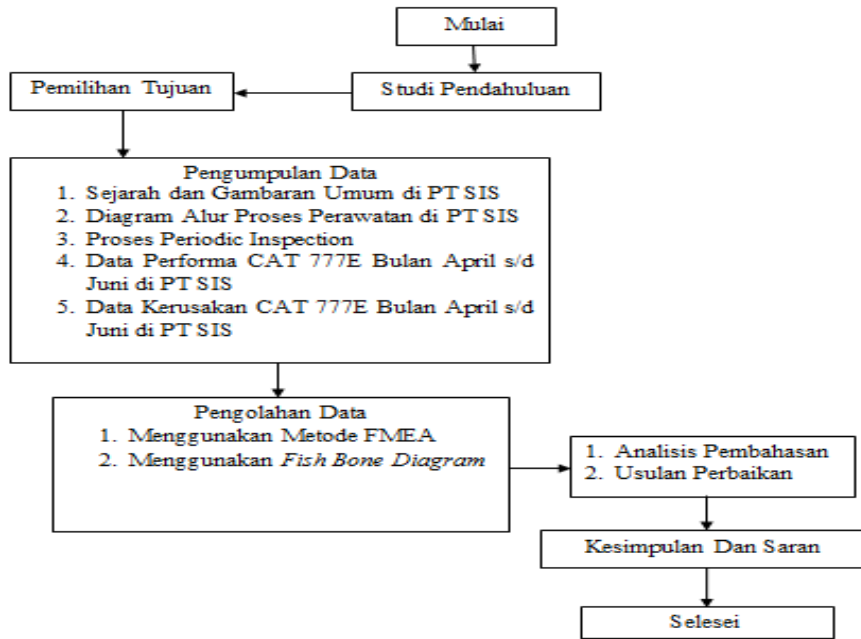 Mulai
Studi Pendahuluan
Pemilihan Tujuan
Pengumpulan Data
1. Sejarah dan Gambaran Umum di PT SIS
2. Diagram Alur Proses Perawatan di PT SIS
3. Proses Periodic Inspection
4. Data Performa CAT 777E Bulan April s/d
Juni di PT SIS
5. Data Kerusakan CAT 777E Bulan April s/d
Juni di PT SIS
Pengolahan Data
1. Menggunakan Metode FMEA
2. Menggunakan Fish Bone Diagram
1. Analisis Pembahasan
2. Usulan Perbaikan
Kesimpulan Dan Saran
Selesei